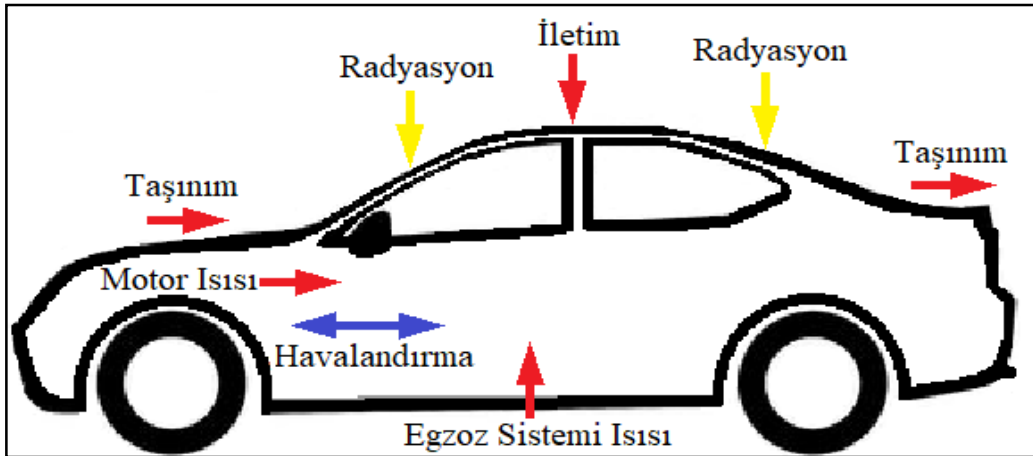 İletim
Radyasyon
Radyasyon
Taşınım
Taşınım
Motor Isısı
Havalandırma
Egzoz Sistemi Isısı